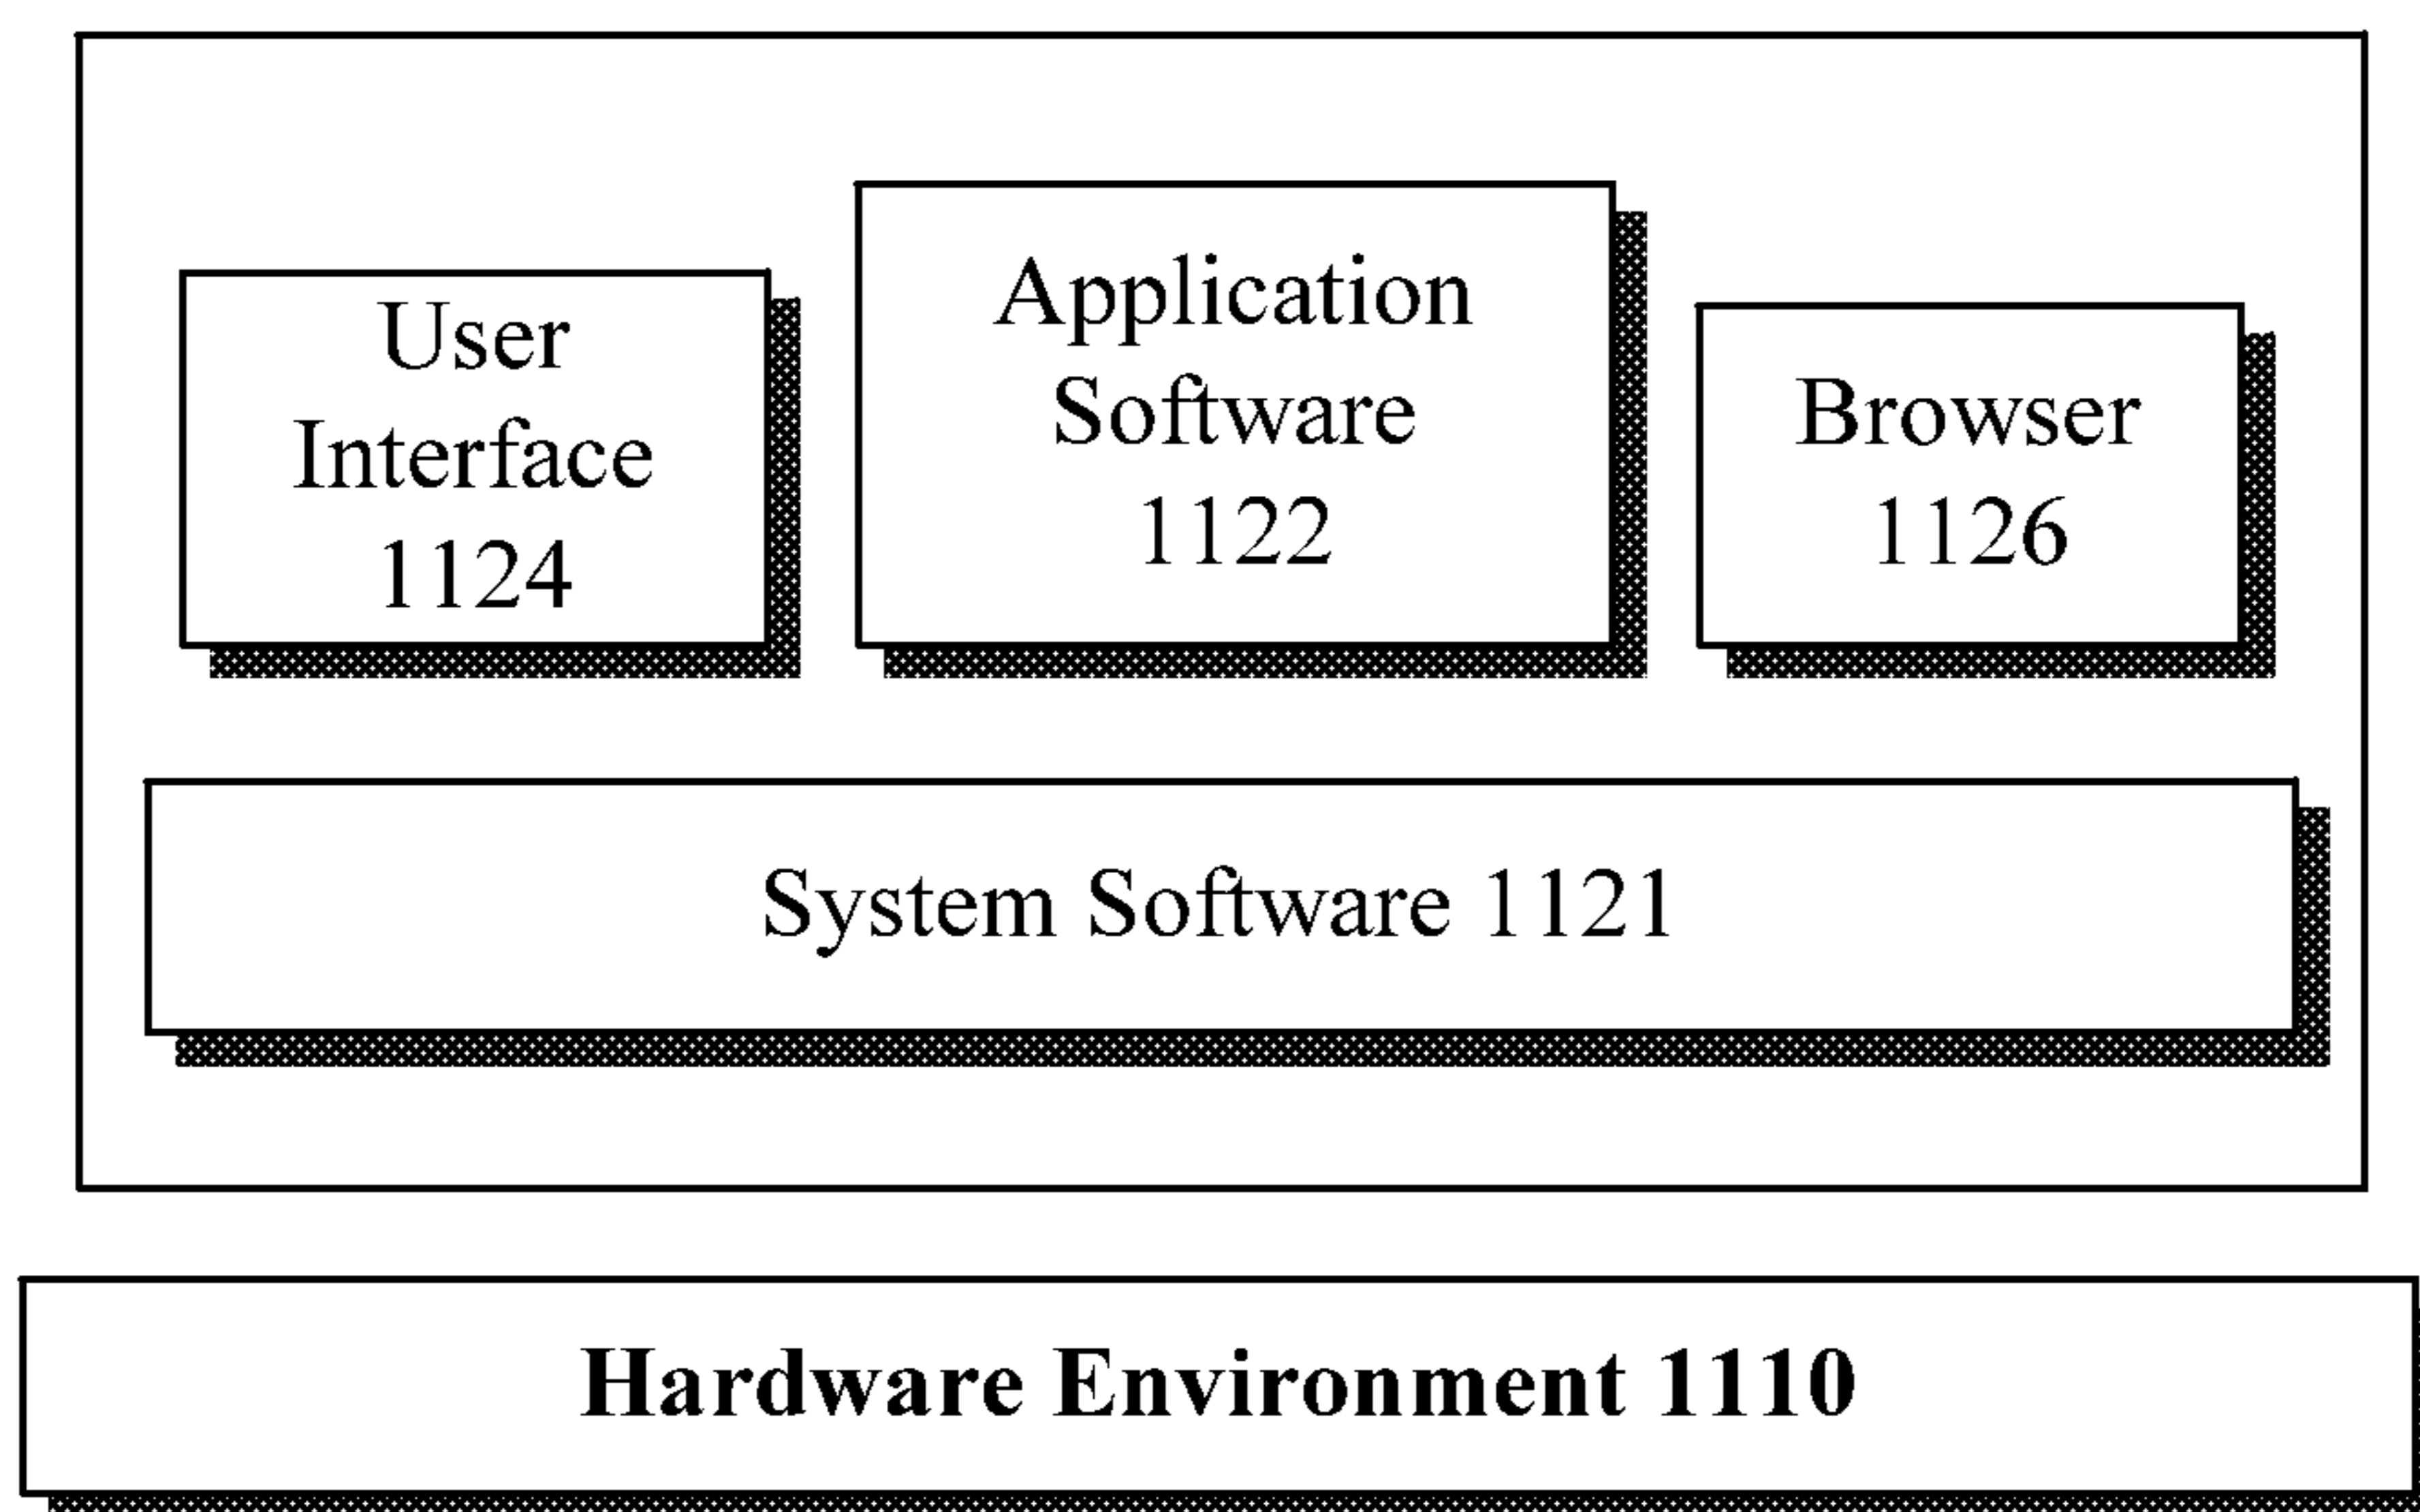 User
Interface
1124
Application
Software
1122
Browser
1126
System Software 1121
Hardware Environment 1110